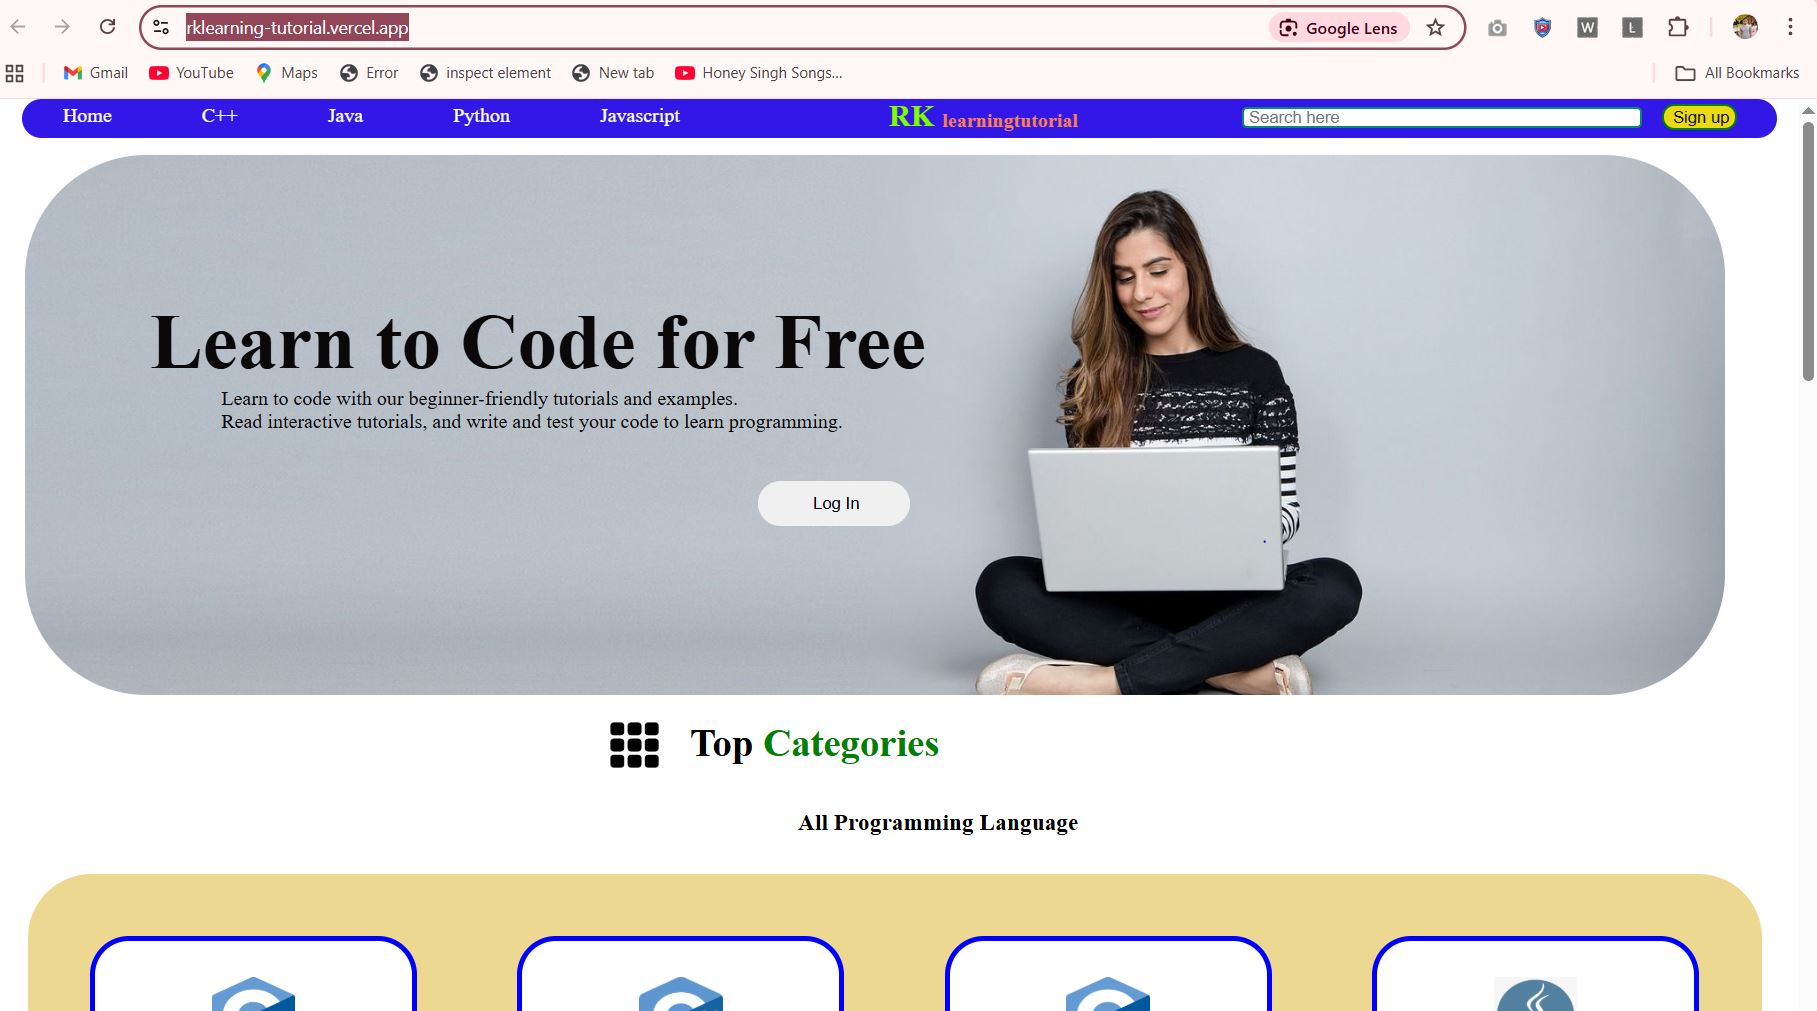 rklearning-tutorial.vercel.app
Google Lens
W
L
Gmail
YouTube
Maps
Error
inspect element
New tab
Honey Singh Songs...
All Bookmarks
Home
C++
Java
Python
Javascript
RK learningtutorial
Search here
Sign up
Learn to Code for Free
Learn to code with our beginner-friendly tutorials and examples.
Read interactive tutorials, and write and test your code to learn programming.
Log In
Top Categories
All Programming Language